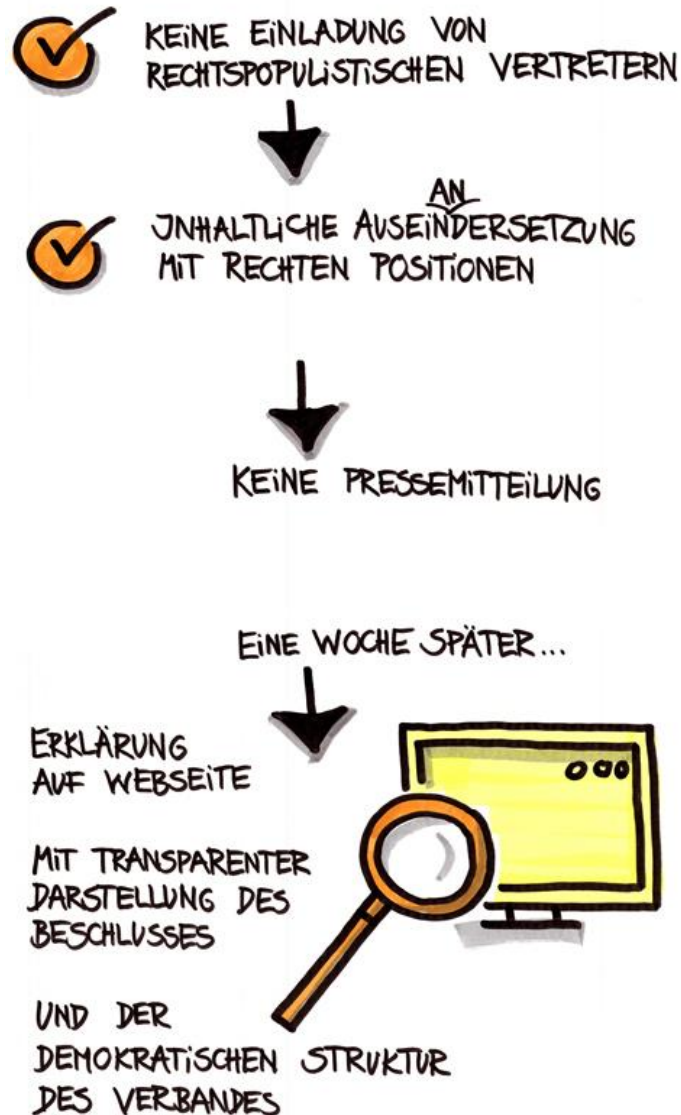 KEINE EINLADUNG VON
RECHTSPOPULISTISCHEN VERTRETERN
AN
INHALTLICHE AUSEINDERSETZUNG
MIT RECHTEN POSITIONEN
KEINE PRESSEMITTEILUNG
EINE WOCHE SPÄTER...
ERKLÄRUNG
AUF WEBSEITE
MIT TRANSPARENTER
DARSTELLUNG DES
BESCHLUSSES
UND DER
DEMOKRATISCHEN STRUKTUR
DES VERBANDES